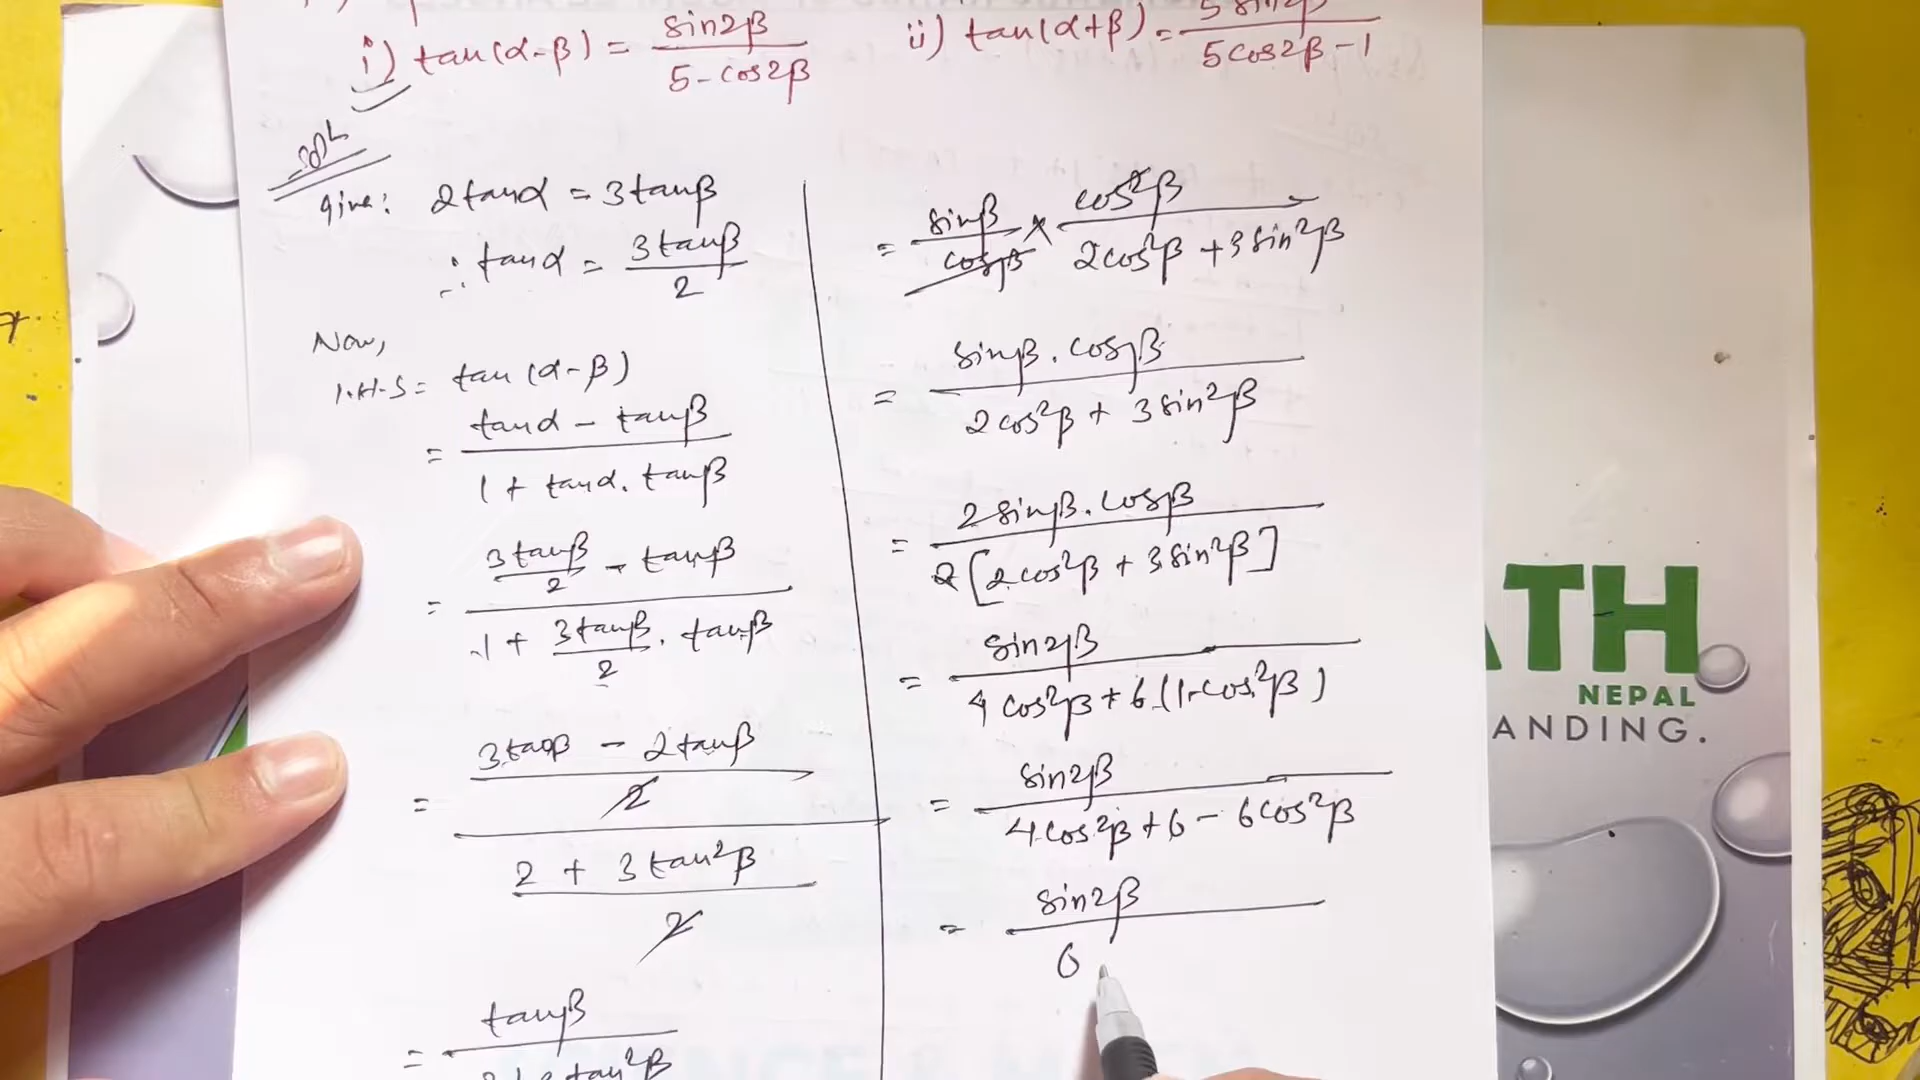 i) tan(α-β) = sin2β / 5-cos2β
ii) tan(α+β) = 5 sin2β / 5cos2β-1
Soln
give: 2tanα = 3tanβ
∴ tanα = 3tanβ / 2
Now,
L.H.S = tan (α-β)
= tanα - tanβ / 1 + tanα. tanβ
= 3tanβ/2 - tanβ / 1 + 3tanβ/2 . tanβ
= 3tanβ - 2tanβ / 2 / 2 + 3tan²β / 2
= tanβ
= sinβ / cosβ × cos²β / 2cos²β + 3sin²β
= sinβ . cosβ / 2cos²β + 3sin²β
= 2sinβ. cosβ / 2[2cos²β + 3sin²β]
= sin2β / 4cos²β + 6(1-cos²β)
= sin2β / 4cos²β + 6 - 6cos²β
= sin2β / 6
ATH
NEPAL
ANDING.